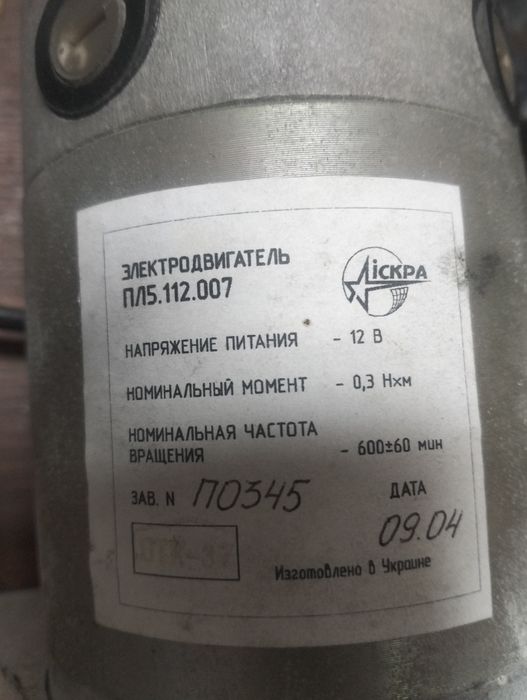 ЭЛЕКТРОДВИГАТЕЛЬ
ПЛ5.112.007
ІСКРА
НАПРЯЖЕНИЕ ПИТАНИЯ - 12 В
НОМИНАЛЬНЫЙ МОМЕНТ - 0,3 Н×м
НОМИНАЛЬНАЯ ЧАСТОТА
ВРАЩЕНИЯ - 600±60 мин
ЗАВ. N ПО345 ДАТА
09.04
Изготовлено в Украине